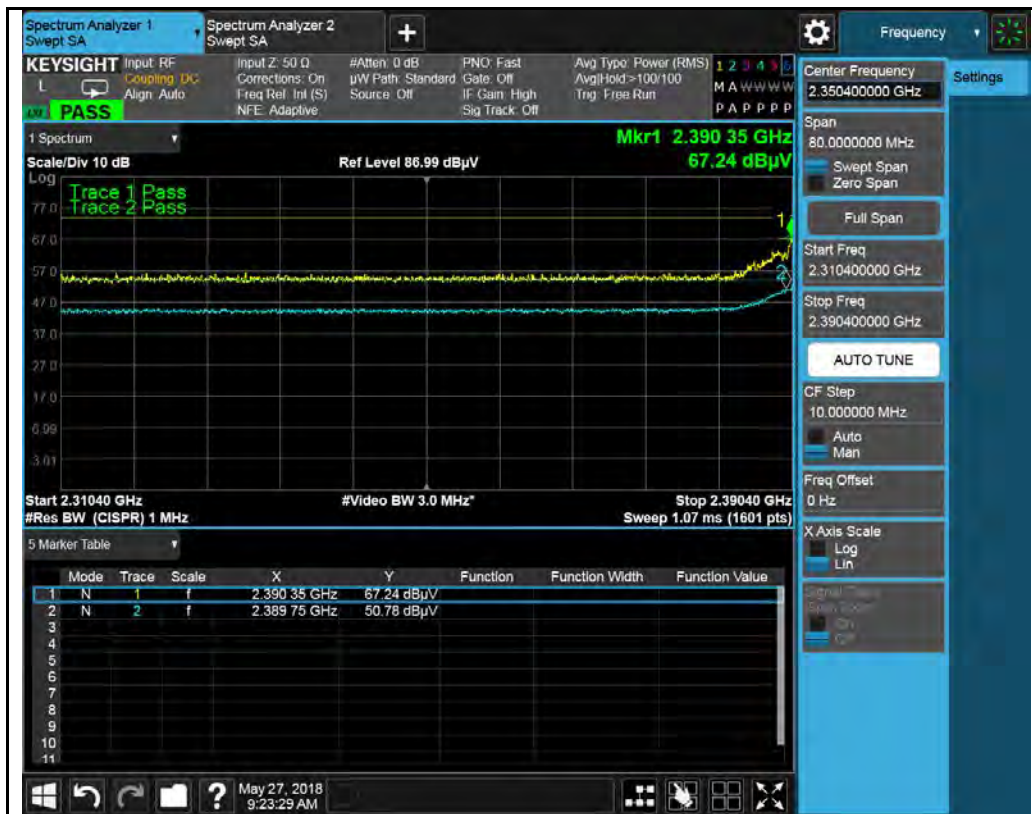 Spectrum Analyzer 1
Swept SA
Spectrum Analyzer 2
Swept SA
+
Frequency
KEYSIGHT
L
Input: RF
Coupling: DC
Align: Auto
Input Z: 50 Ω
Corrections: On
Freq Ref: Int (S)
NFE: Adaptive
#Atten: 0 dB
µW Path: Standard
Source: Off
PNO: Fast
Gate: Off
IF Gain: High
Sig Track: Off
Avg Type: Power (RMS)
Avg|Hold:>100/100
Trig: Free Run
1 2 3 4 5 6
M A W W W W
P A P P P P
PASS
Center Frequency
2.350400000 GHz
Settings
Span
80.0000000 MHz
Swept Span
Zero Span
Full Span
Start Freq
2.310400000 GHz
Stop Freq
2.390400000 GHz
AUTO TUNE
CF Step
10.000000 MHz
Auto
Man
Freq Offset
0 Hz
X Axis Scale
Log
Lin
1 Spectrum
Mkr1 2.390 35 GHz
67.24 dBµV
Scale/Div 10 dB
Ref Level 86.99 dBµV
Log
Trace 1 Pass
Trace 2 Pass
77.0
67.0
57.0
47.0
37.0
27.0
17.0
6.99
-3.01
1
2
Start 2.31040 GHz
#Video BW 3.0 MHz*
Stop 2.39040 GHz
#Res BW (CISPR) 1 MHz
Sweep 1.07 ms (1601 pts)
5 Marker Table
Mode Trace Scale X Y Function Function Width Function Value
1 N 1 f 2.390 35 GHz 67.24 dBµV
2 N 2 f 2.389 75 GHz 50.78 dBµV
3
4
5
6
7
8
9
10
11
?
May 27, 2018
9:23:29 AM